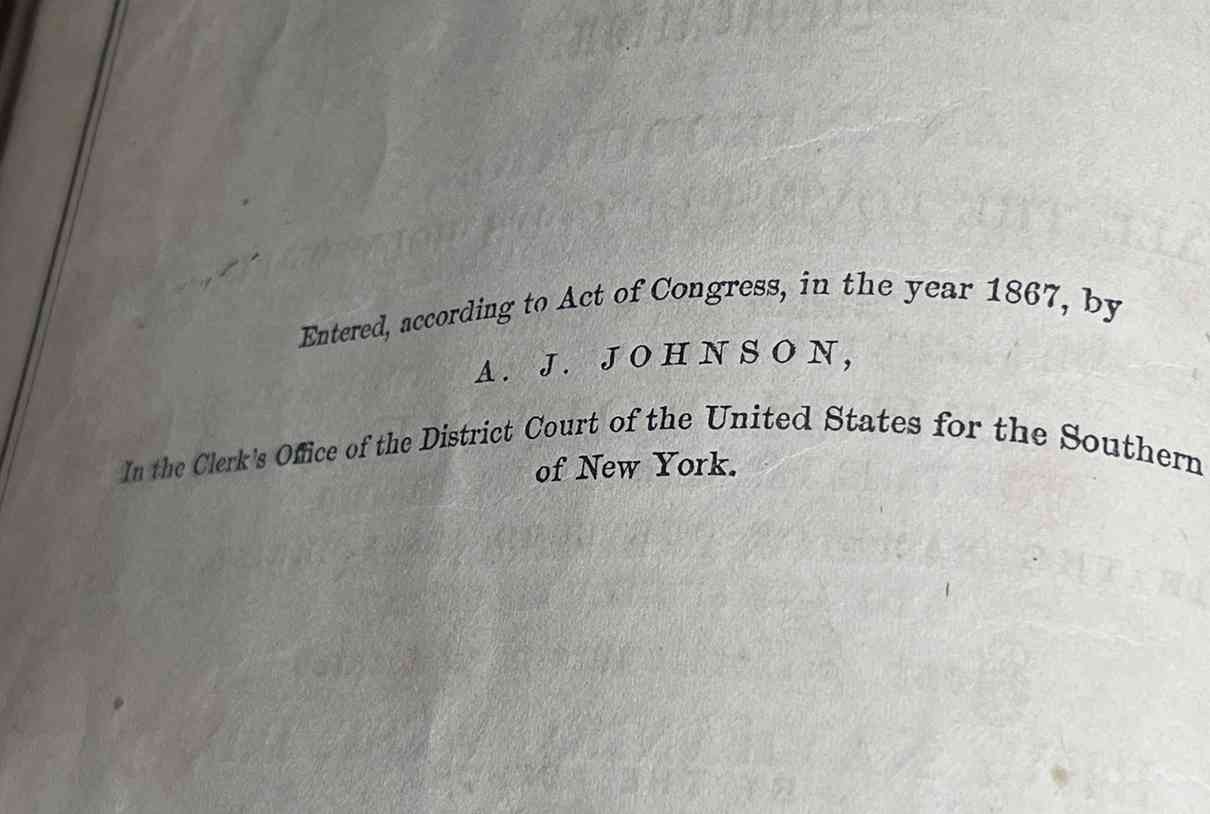 Entered, according to Act of Congress, in the year 1867, by
A. J. JOHNSON,
In the Clerk's Office of the District Court of the United States for the Southern
of New York.